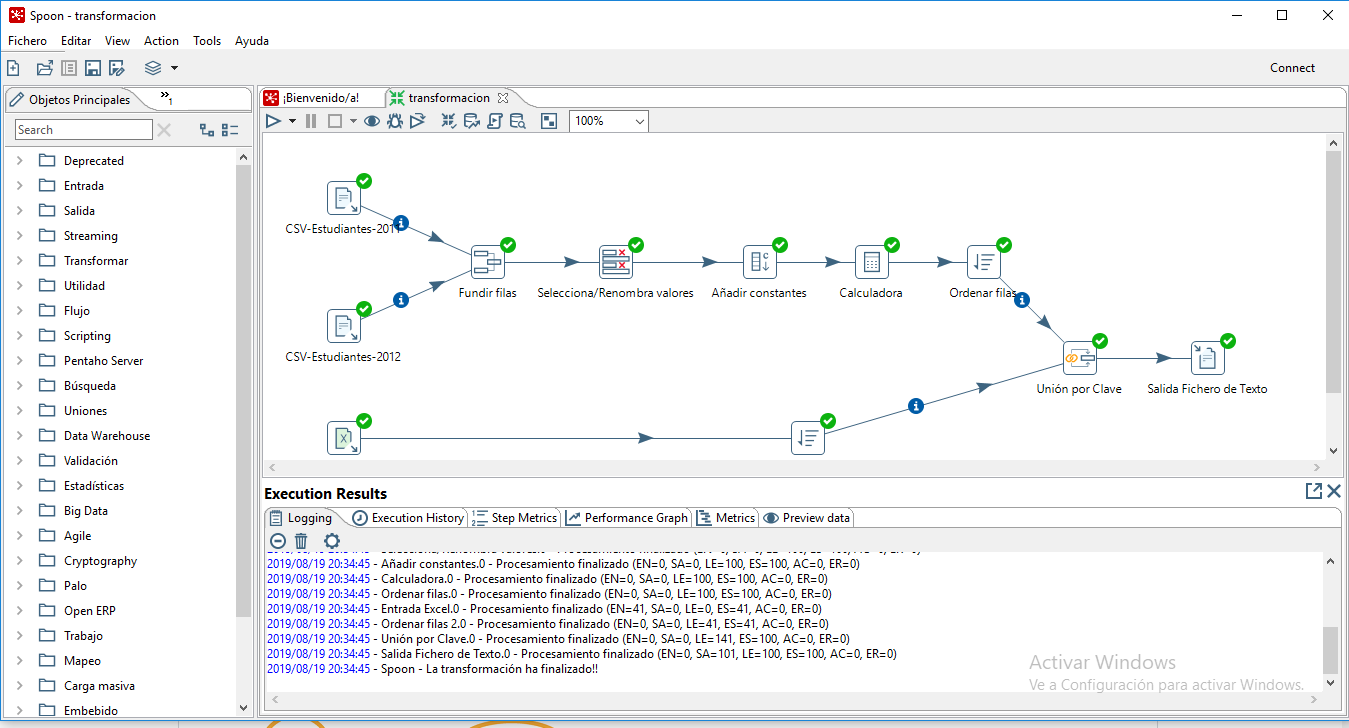 Spoon - transformacion
Fichero Editar View Action Tools Ayuda
Connect
Objetos Principales
»1
Search
Deprecated
Entrada
Salida
Streaming
Transformar
Utilidad
Flujo
Scripting
Pentaho Server
Búsqueda
Uniones
Data Warehouse
Validación
Estadísticas
Big Data
Agile
Cryptography
Palo
Open ERP
Trabajo
Mapeo
Carga masiva
Embebido
¡Bienvenido/a!
transformacion
100%
CSV-Estudiantes-2011
Fundir filas
Selecciona/Renombra valores
Añadir constantes
Calculadora
Ordenar filas
CSV-Estudiantes-2012
Unión por Clave
Salida Fichero de Texto
Execution Results
Logging Execution History Step Metrics Performance Graph Metrics Preview data
2019/08/19 20:34:45 - Añadir constantes.0 - Procesamiento finalizado (EN=0, SA=0, LE=100, ES=100, AC=0, ER=0)
2019/08/19 20:34:45 - Calculadora.0 - Procesamiento finalizado (EN=0, SA=0, LE=100, ES=100, AC=0, ER=0)
2019/08/19 20:34:45 - Ordenar filas.0 - Procesamiento finalizado (EN=0, SA=0, LE=100, ES=100, AC=0, ER=0)
2019/08/19 20:34:45 - Entrada Excel.0 - Procesamiento finalizado (EN=41, SA=0, LE=0, ES=41, AC=0, ER=0)
2019/08/19 20:34:45 - Ordenar filas 2.0 - Procesamiento finalizado (EN=0, SA=0, LE=41, ES=41, AC=0, ER=0)
2019/08/19 20:34:45 - Unión por Clave.0 - Procesamiento finalizado (EN=0, SA=0, LE=141, ES=100, AC=0, ER=0)
2019/08/19 20:34:45 - Salida Fichero de Texto.0 - Procesamiento finalizado (EN=0, SA=101, LE=100, ES=100, AC=0, ER=0)
2019/08/19 20:34:45 - Spoon - La transformación ha finalizado!!
Activar Windows
Ve a Configuración para activar Windows.